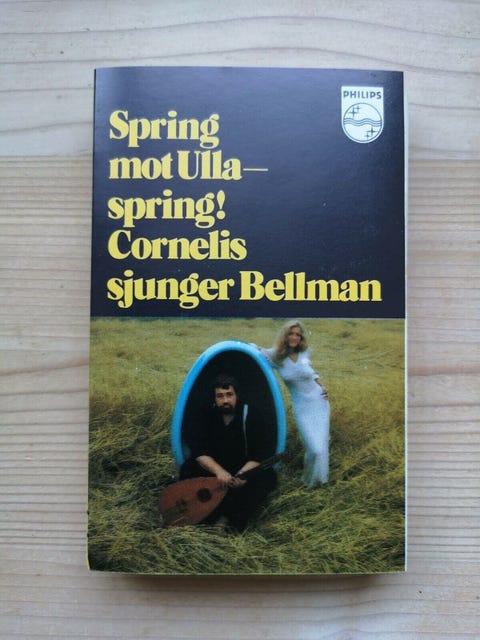 PHILIPS
Spring
mot Ulla—
spring!
Cornelis
sjunger Bellman